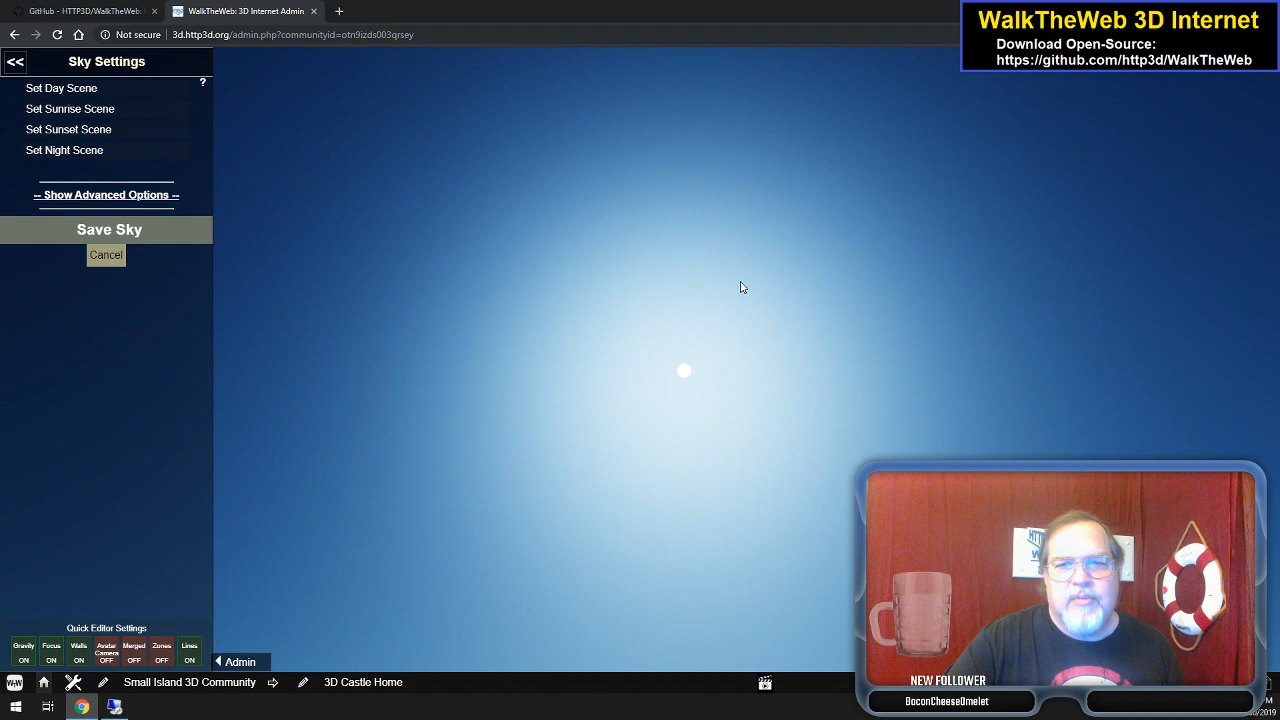 GitHub - HTTP3D/WalkTheWeb:
WalkTheWeb: 3D Internet Admin
Not secure
3d.http3d.org/admin.php?communityid=otn9izds003qrsey
WalkTheWeb 3D Internet
Download Open-Source:
https://github.com/http3d/WalkTheWeb
<<
Sky Settings
?
Set Day Scene
Set Sunrise Scene
Set Sunset Scene
Set Night Scene
-- Show Advanced Options --
Save Sky
Cancel
Quick Editor Settings
Gravity
ON
Focus
ON
Walls
ON
Avatar
Camera
OFF
Merged
OFF
Zones
OFF
Lines
ON
Admin
Small Island 3D Community
3D Castle Home
NEW FOLLOWER
BaconCheeseOmelet